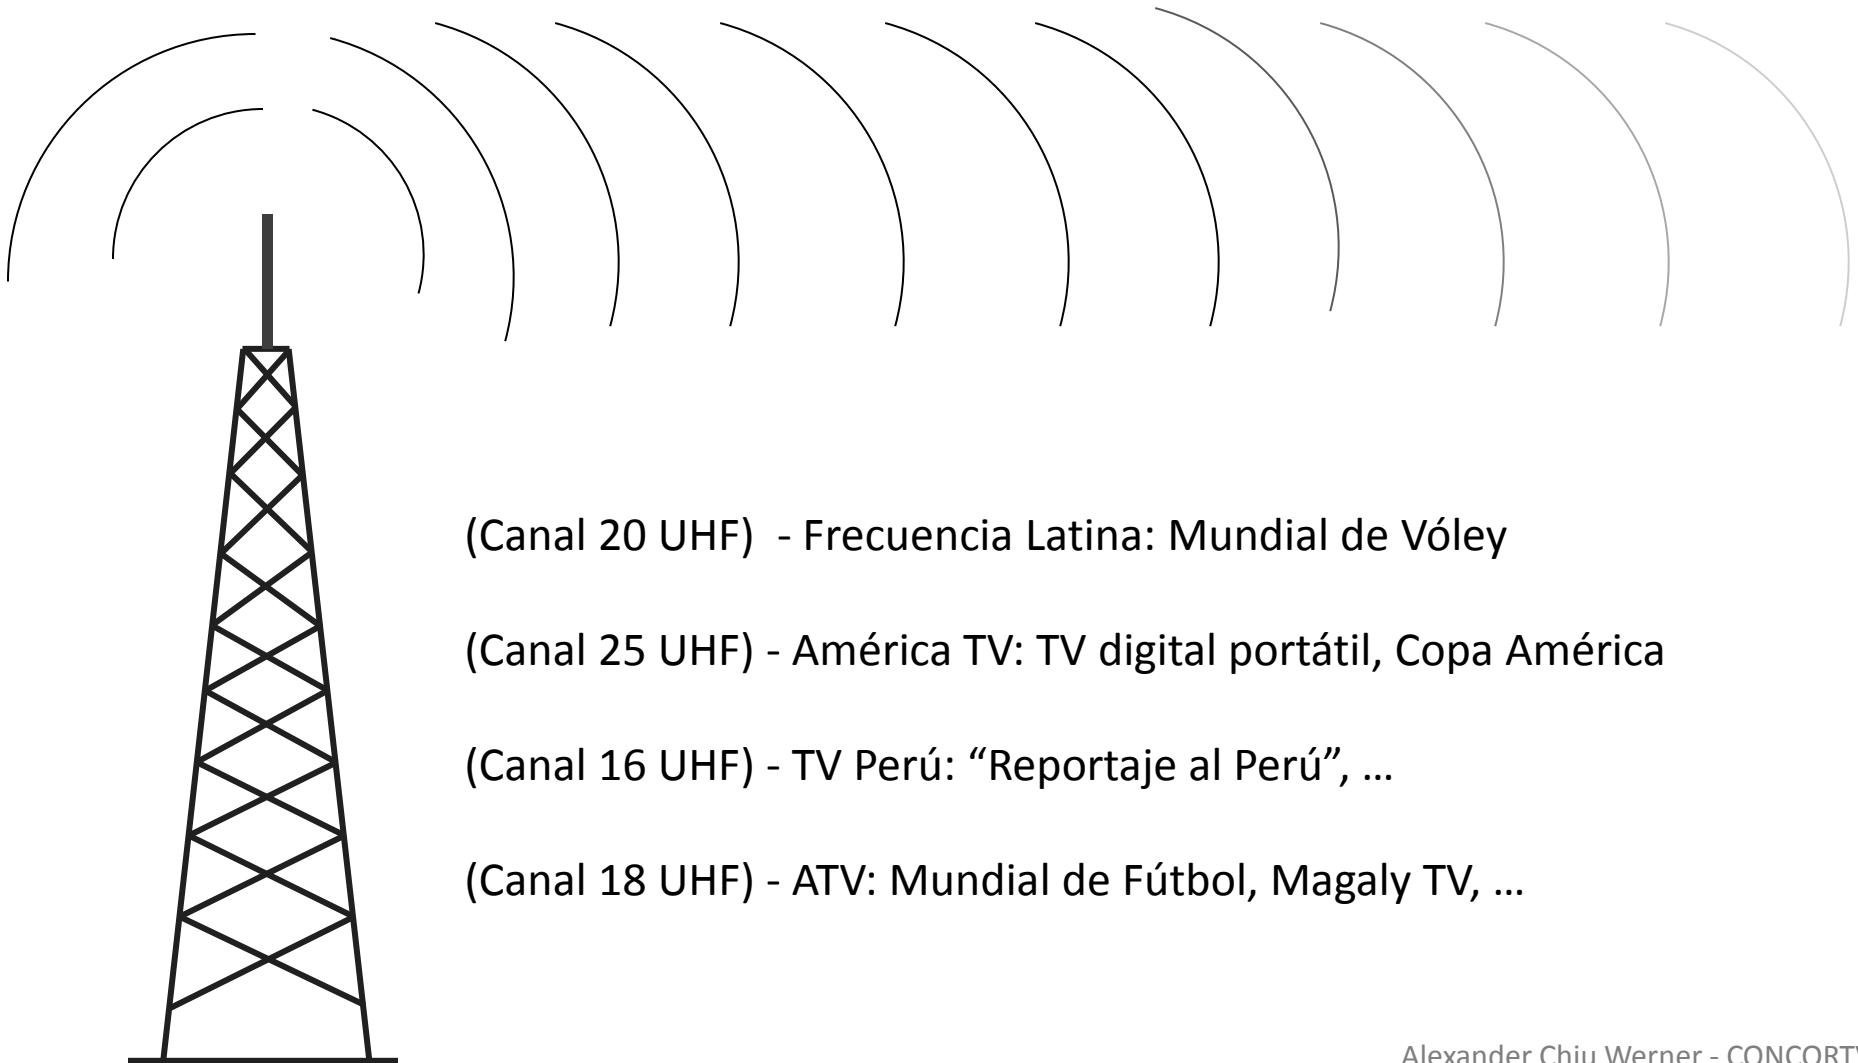 (Canal 20 UHF)  - Frecuencia Latina: Mundial de Vóley
(Canal 25 UHF) - América TV: TV digital portátil, Copa América
(Canal 16 UHF) - TV Perú: “Reportaje al Perú”, …
(Canal 18 UHF) - ATV: Mundial de Fútbol, Magaly TV, …
Alexander Chiu Werner - CONCORTV